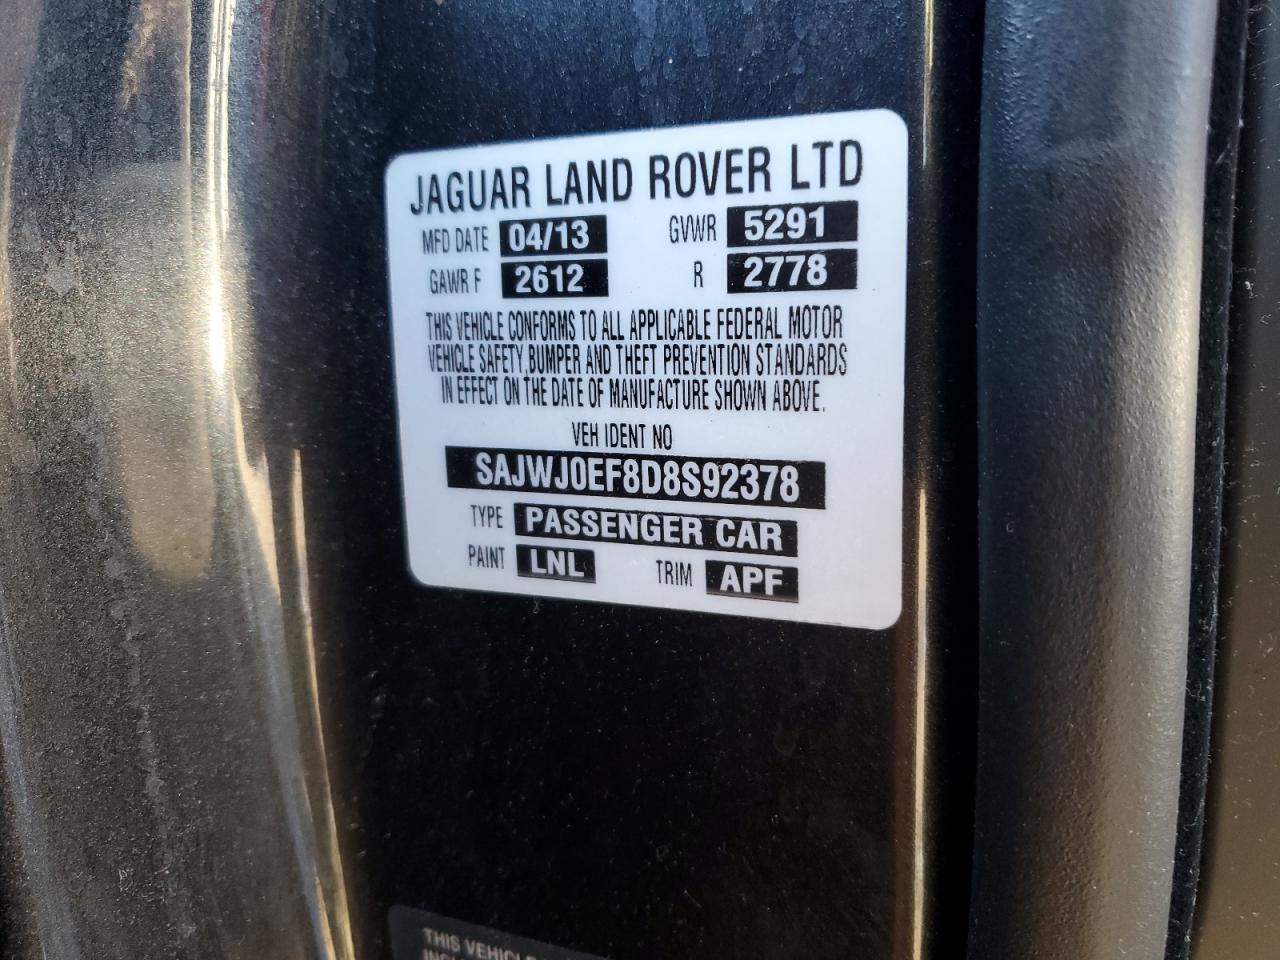 JAGUAR LAND ROVER LTD
MFD DATE 04/13 GVWR 5291
GAWR F 2612 R 2778
THIS VEHICLE CONFORMS TO ALL APPLICABLE FEDERAL MOTOR
VEHICLE SAFETY,BUMPER AND THEFT PREVENTION STANDARDS
IN EFFECT ON THE DATE OF MANUFACTURE SHOWN ABOVE.
VEH IDENT NO
SAJWJ0EF8D8S92378
TYPE PASSENGER CAR
PAINT LNL TRIM APF
THIS VEHICLE